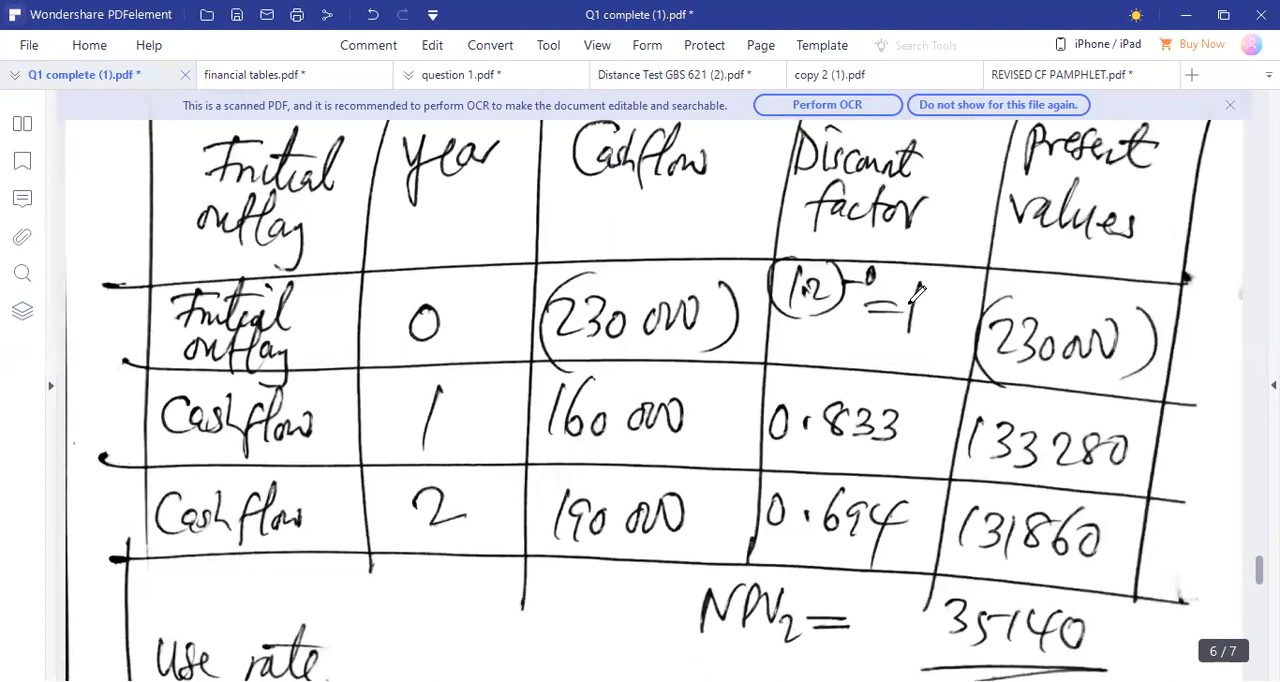 Wondershare PDFelement
Q1 complete (1).pdf *
File Home Help Comment Edit Convert Tool View Form Protect Page Template Search Tools iPhone / iPad Buy Now
Q1 complete (1).pdf * financial tables.pdf * question 1.pdf * Distance Test GBS 621 (2).pdf * copy 2 (1).pdf REVISED CF PAMPHLET.pdf *
This is a scanned PDF, and it is recommended to perform OCR to make the document editable and searchable. Perform OCR Do not show for this file again.
Initial outlay year Cashflow Discount factor Present values
Initial outlay 0 (230 000) (1.2)⁻⁰ = 1 (230000)
Cashflow 1 160 000 0.833 133280
Cashflow 2 190 000 0.694 131860
NPV₂ = 35140
Use rate
6 / 7